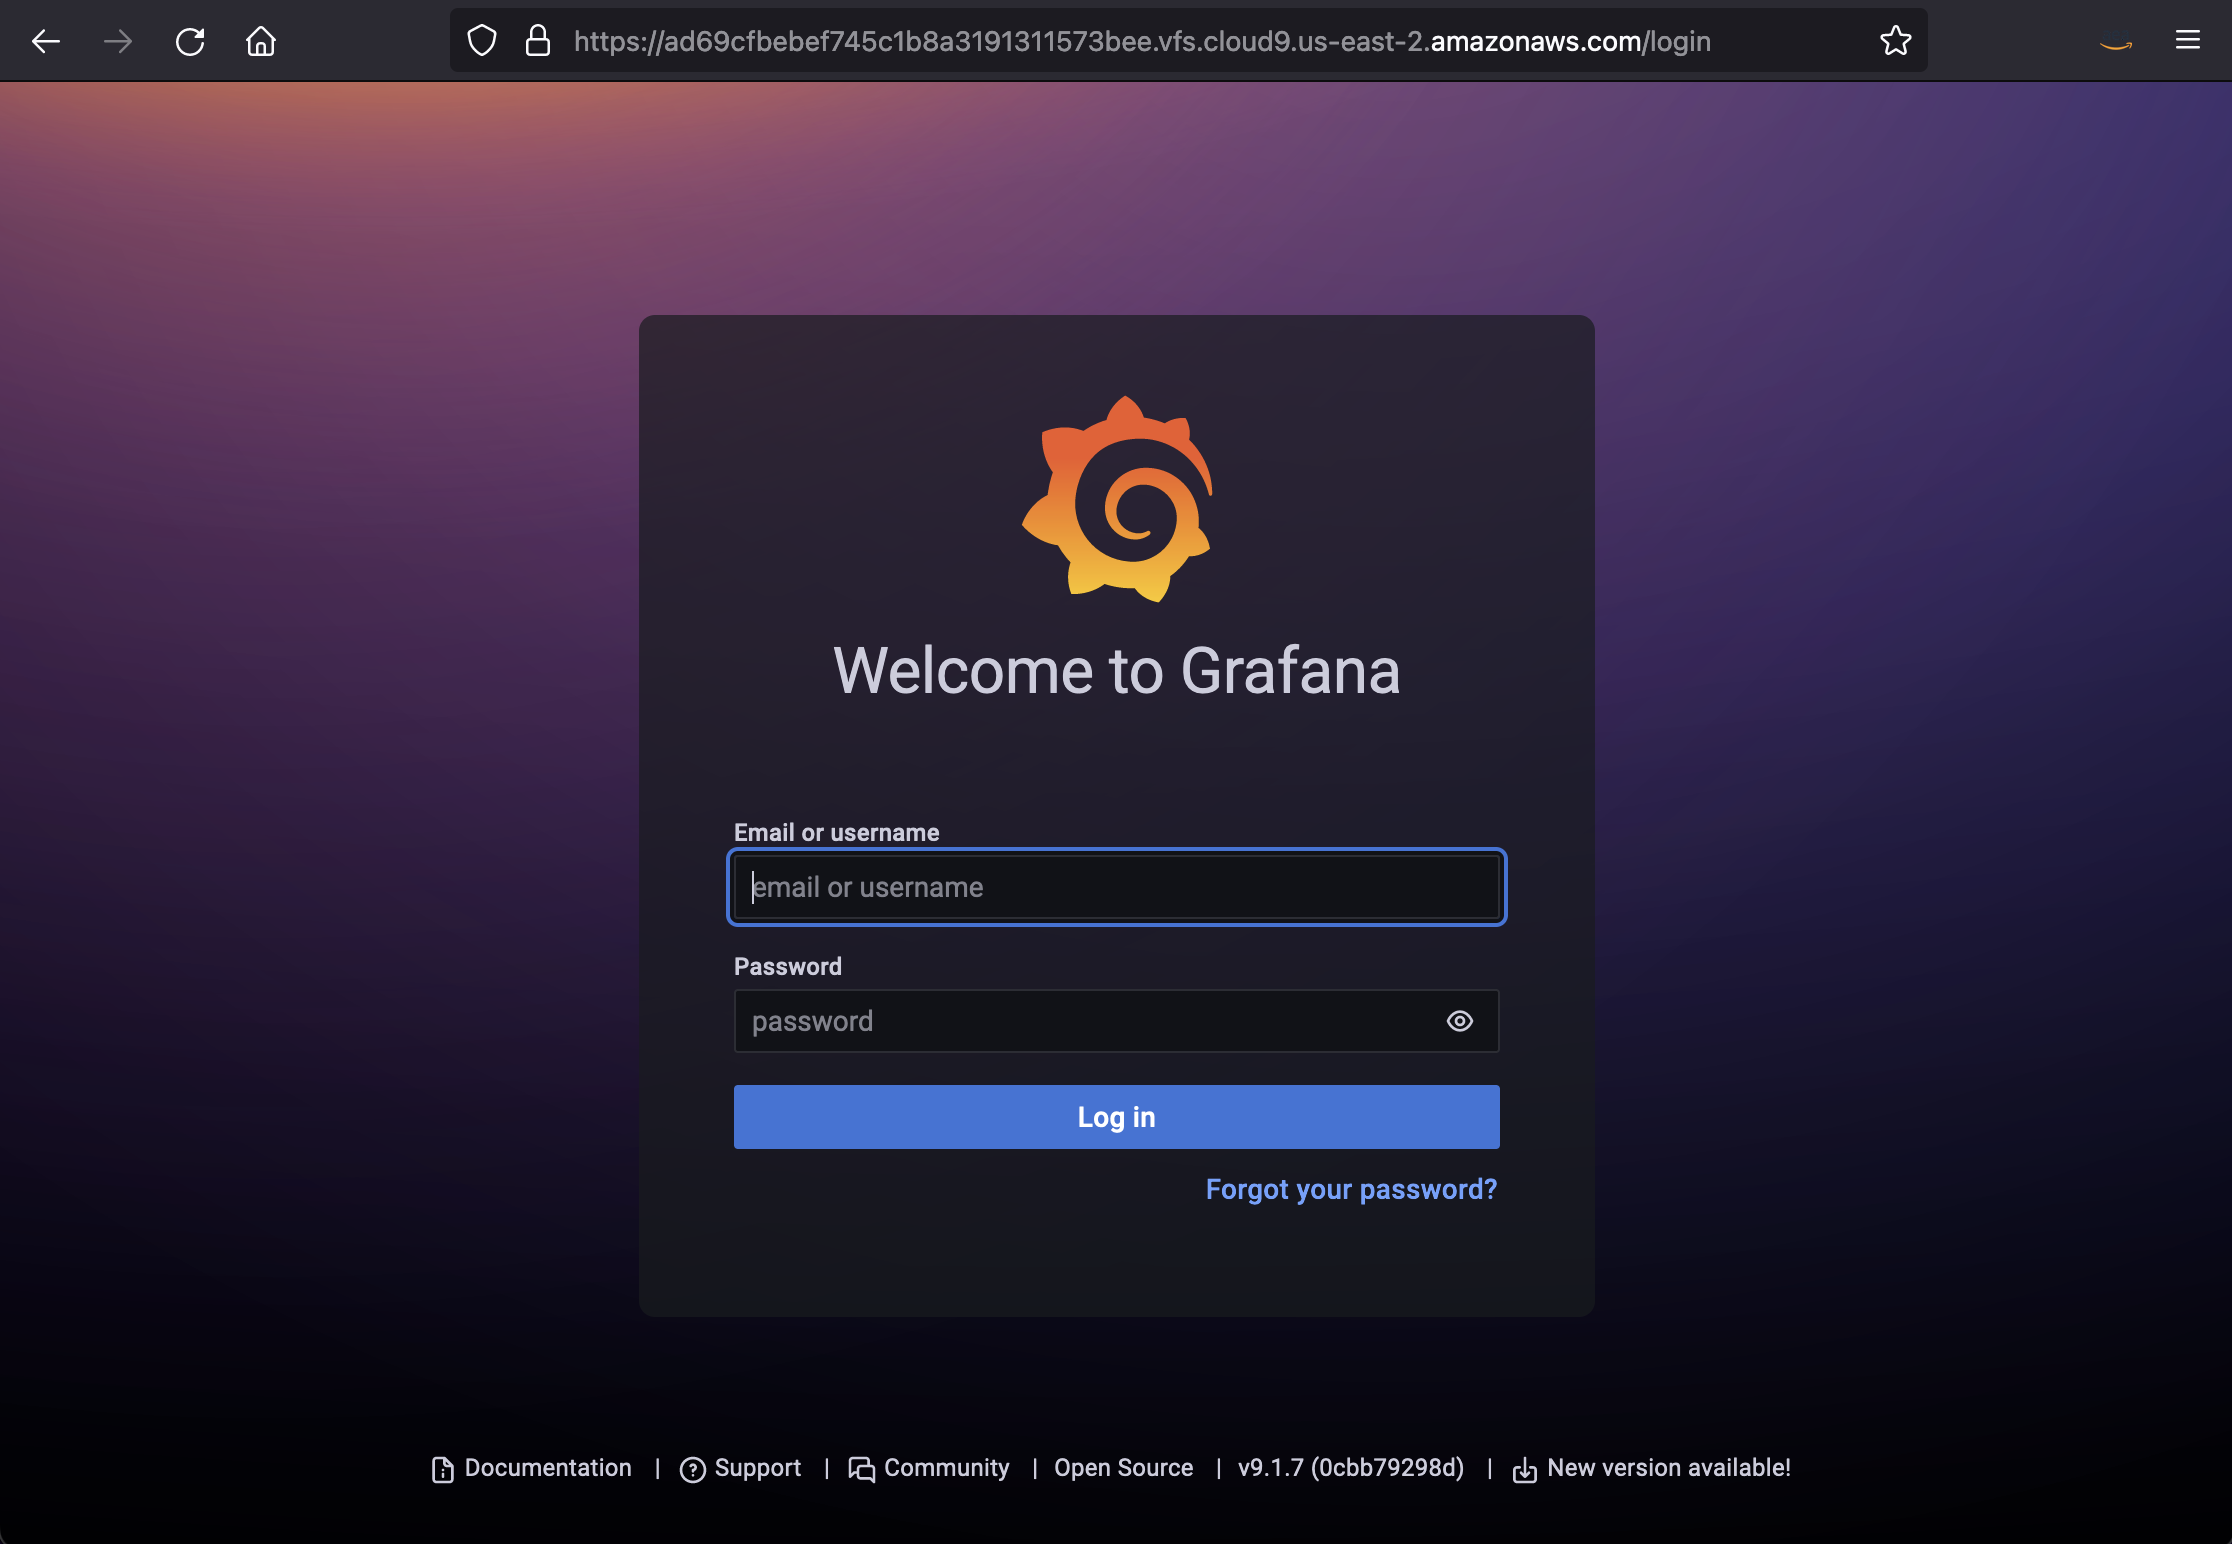 https://ad69cfbebef745c1b8a3191311573bee.vfs.cloud9.us-east-2.amazonaws.com/login
Welcome to Grafana
Email or username
email or username
Password
password
Log in
Forgot your password?
Documentation | Support | Community | Open Source | v9.1.7 (0cbb79298d) | New version available!